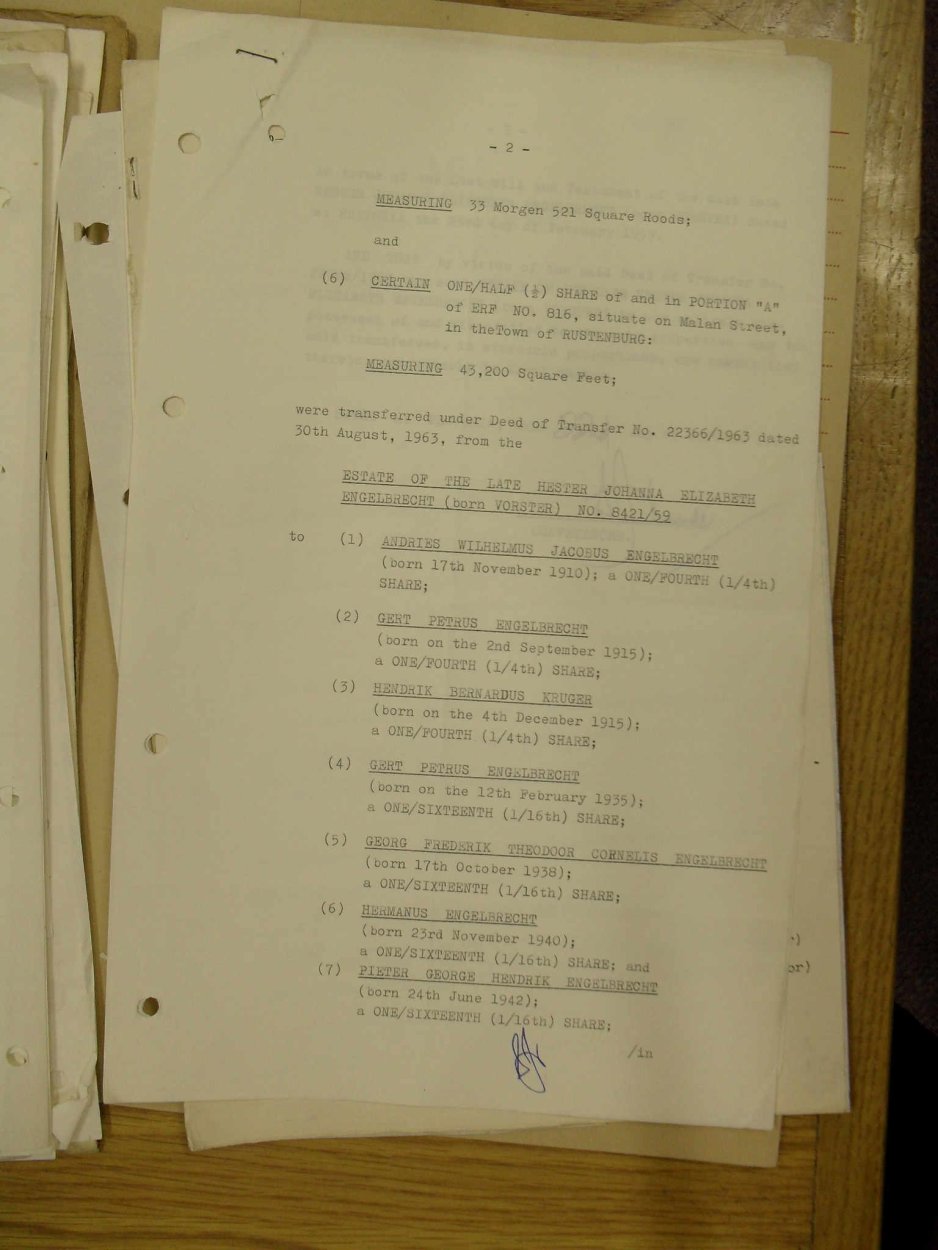 - 2 -
MEASURING 33 Morgen 521 Square Roods;
and
(6) CERTAIN ONE/HALF (½) SHARE of and in PORTION "A"
of ERF NO. 816, situate on Malan Street,
in theTown of RUSTENBURG:
MEASURING 43,200 Square Feet;
were transferred under Deed of Transfer No. 22366/1963 dated
30th August, 1963, from the
ESTATE OF THE LATE HESTER JOHANNA ELIZABETH
ENGELBRECHT (born VORSTER) NO. 8421/59
to (1) ANDRIES WILHELMUS JACOBUS ENGELBRECHT
(born 17th November 1910); a ONE/FOURTH (1/4th)
SHARE;
(2) GERT PETRUS ENGELBRECHT
(born on the 2nd September 1915);
a ONE/FOURTH (1/4th) SHARE;
(3) HENDRIK BERNARDUS KRUGER
(born on the 4th December 1915);
a ONE/FOURTH (1/4th) SHARE;
(4) GERT PETRUS ENGELBRECHT
(born on the 12th February 1935);
a ONE/SIXTEENTH (1/16th) SHARE;
(5) GEORG FREDERIK THEODOOR CORNELIS ENGELBRECHT
(born 17th October 1938);
a ONE/SIXTEENTH (1/16th) SHARE;
(6) HERMANUS ENGELBRECHT
(born 23rd November 1940);
a ONE/SIXTEENTH (1/16th) SHARE; and
(7) PIETER GEORGE HENDRIK ENGELBRECHT
(born 24th June 1942);
a ONE/SIXTEENTH (1/16th) SHARE;
/in
or)